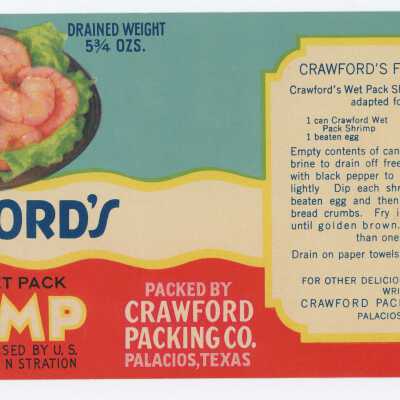 DRAINED WEIGHT
5¾ OZS.
ORD'S
ET PACK
MP
SED BY U.S.
N STRATION
PACKED BY
CRAWFORD
PACKING CO.
PALACIOS, TEXAS
CRAWFORD'S F
Crawford's Wet Pack Sh
adapted fo
1 can Crawford Wet
Pack Shrimp
1 beaten egg
Empty contents of can
brine to drain off free
with black pepper to
lightly Dip each shr
beaten egg and then
bread crumbs. Fry i
until golden brown.
than one
Drain on paper towels
FOR OTHER DELICIO
WRI
CRAWFORD PAC
PALACIOS